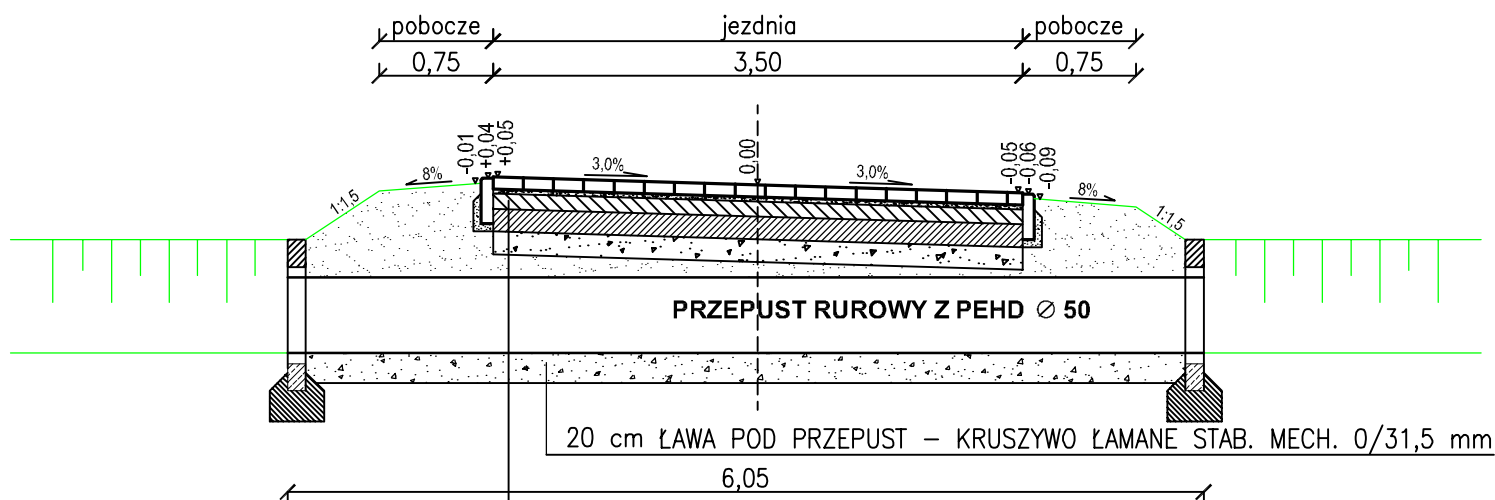 pobocze jezdnia pobocze
0,75 3,50 0,75
-0,01 +0,04 +0,05 0,00 -0,05 -0,06 -0,09
1:1,5 8% 3,0% 3,0% 8% 1:1,5
PRZEPUST RUROWY Z PEHD ∅ 50
20 cm ŁAWA POD PRZEPUST – KRUSZYWO ŁAMANE STAB. MECH. 0/31,5 mm
6,05